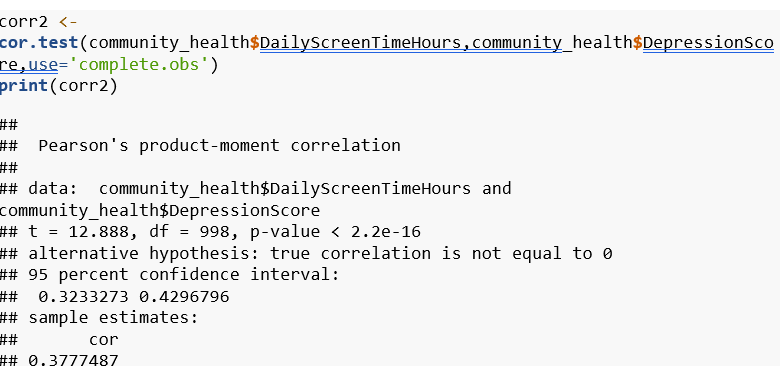 corr2 <-
cor.test(community_health$DailyScreenTimeHours,community_health$DepressionSco
re,use='complete.obs')
print(corr2)
##
##  Pearson's product-moment correlation
##
## data:  community_health$DailyScreenTimeHours and
community_health$DepressionScore
## t = 12.888, df = 998, p-value < 2.2e-16
## alternative hypothesis: true correlation is not equal to 0
## 95 percent confidence interval:
##  0.3233273 0.4296796
## sample estimates:
##       cor
## 0.3777487